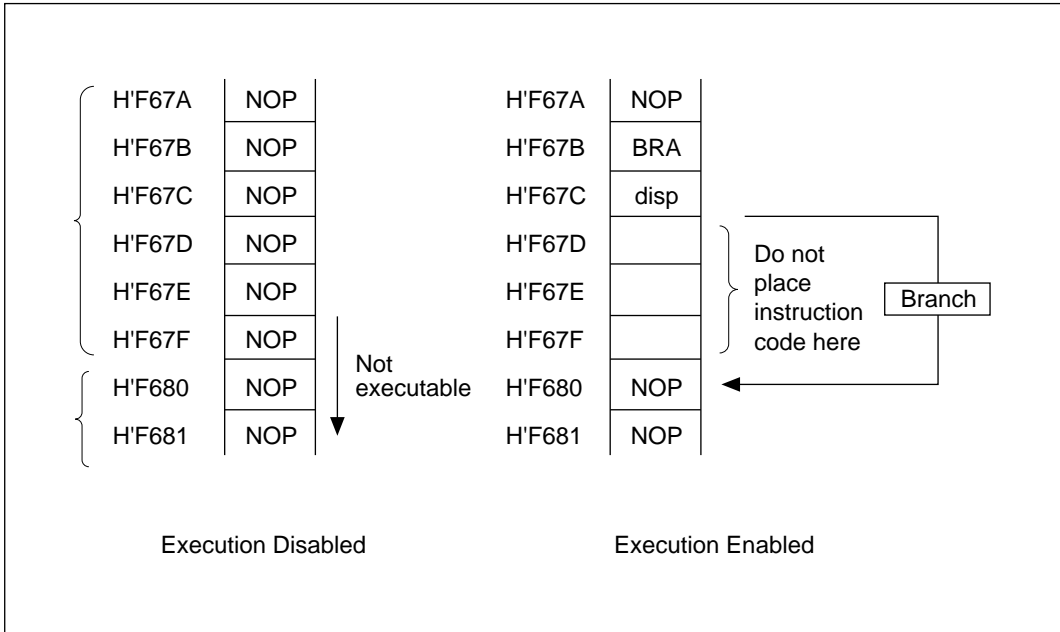 H'F67A NOP
H'F67B NOP
H'F67C NOP
H'F67D NOP
H'F67E NOP
H'F67F NOP
H'F680 NOP
H'F681 NOP
Not
executable
Execution Disabled
H'F67A NOP
H'F67B BRA
H'F67C disp
H'F67D
H'F67E
H'F67F
H'F680 NOP
H'F681 NOP
Do not
place
instruction
code here
Branch
Execution Enabled